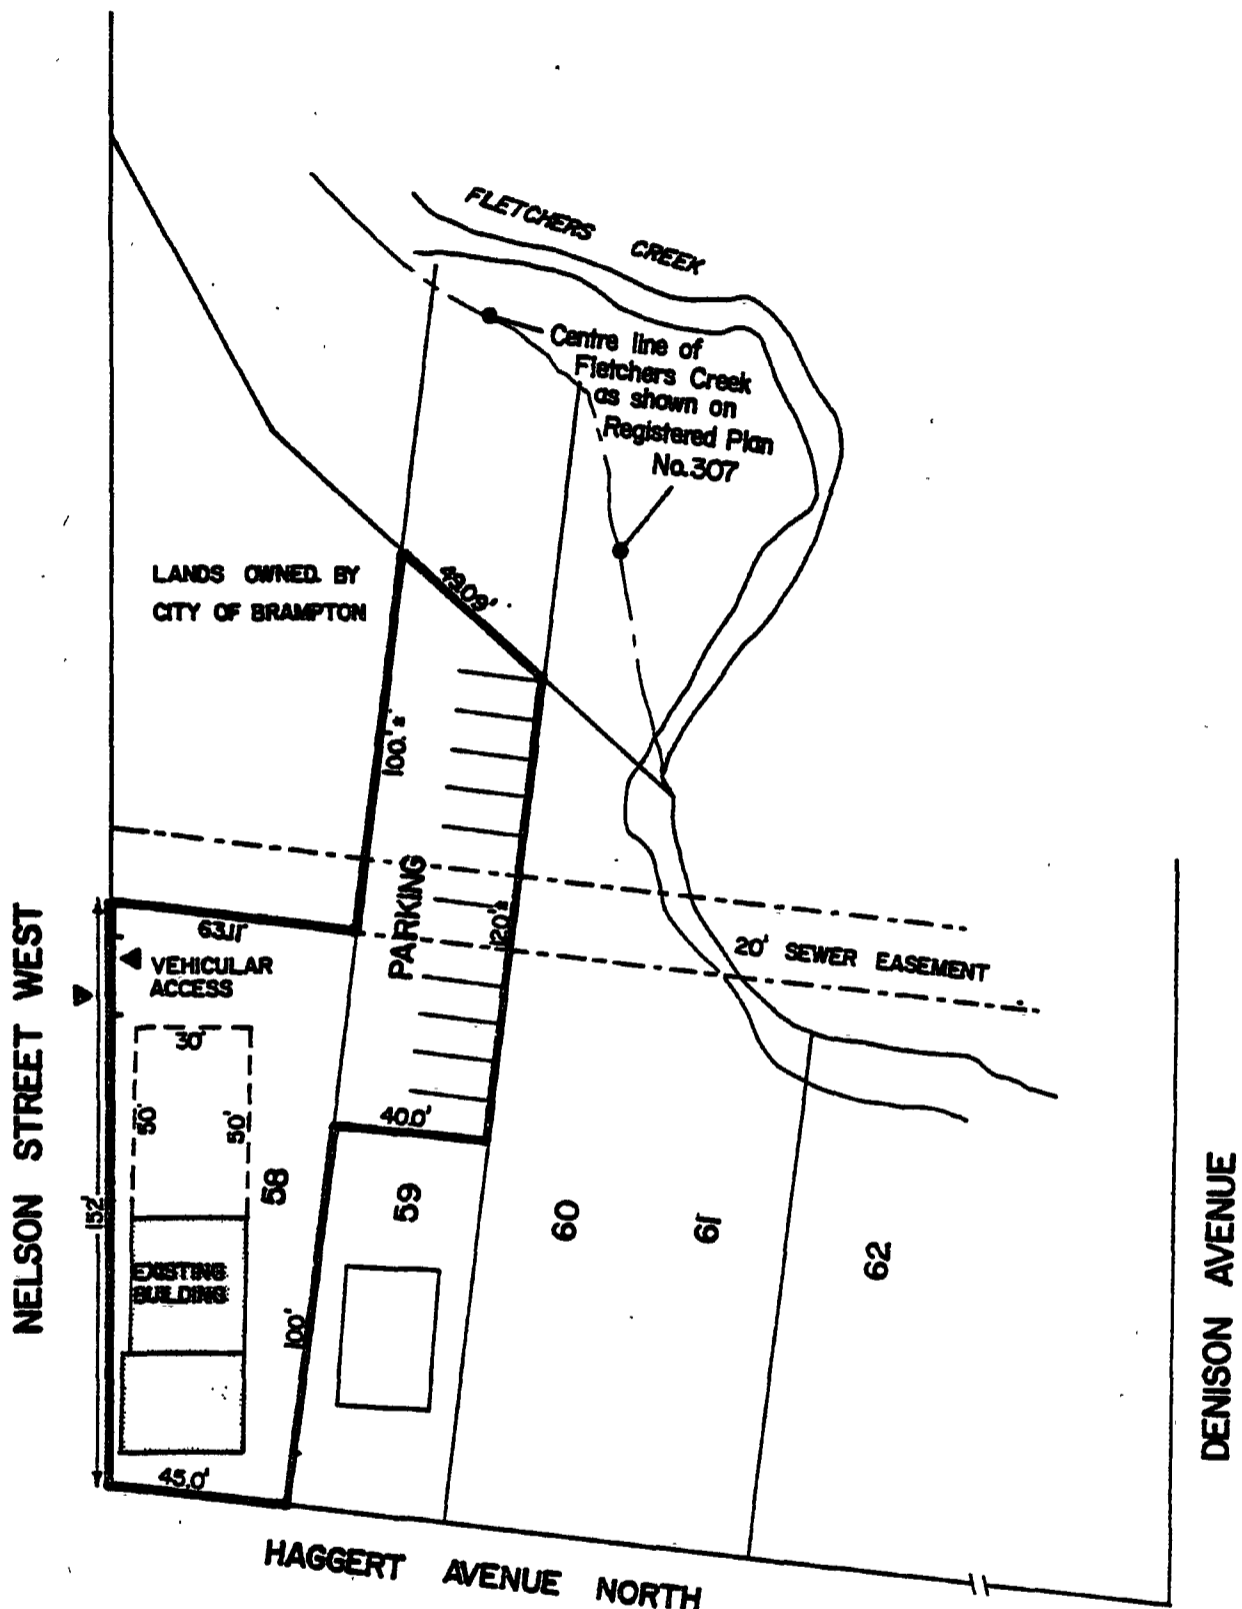 FLETCHERS CREEK
Centre line of
Fletchers Creek
as shown on
Registered Plan
No.307
LANDS OWNED. BY
CITY OF BRAMPTON
49.09'
100.'±
PARKING
120'±
63.11'
VEHICULAR
ACCESS
20' SEWER EASEMENT
NELSON STREET WEST
30'
50'
50'
40.0'
152'
58
59
60
61
62
EXISTING
BUILDING
100'
45.0'
DENISON AVENUE
HAGGERT AVENUE NORTH